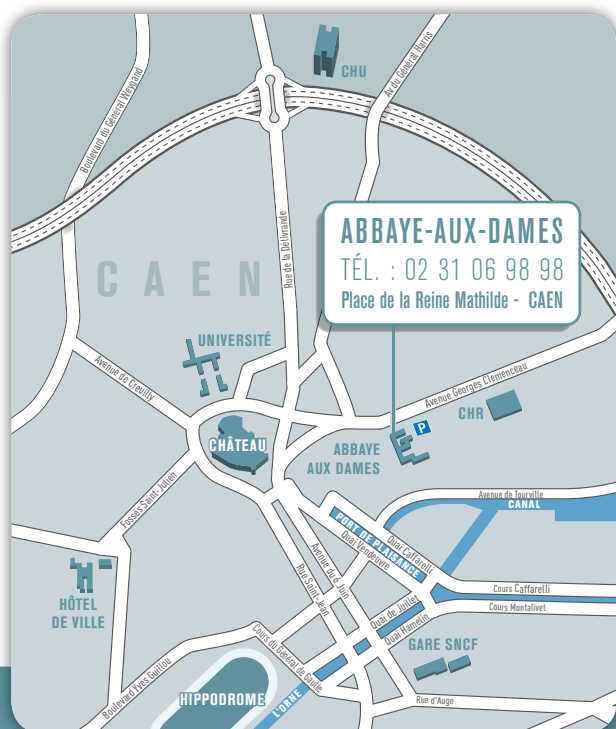 CHU
Av du Général Harris
Boulevard du Général Weygand
ABBAYE-AUX-DAMES
TÉL. : 02 31 06 98 98
Place de la Reine Mathilde - CAEN
Rue de la Délivrande
CAEN
UNIVERSITÉ
Avenue de Creully
Avenue Georges Clemenceau
CHR
P
CHÂTEAU
ABBAYE
AUX DAMES
Fossés Saint-Julien
Avenue de Tourville
CANAL
PORT DE PLAISANCE
Quai Caffarelli
Quai Vendeuvre
Avenue du 6 Juin
Rue Saint-Jean
Cours Caffarelli
Cours Montalivet
HÔTEL
DE VILLE
Quai de Juillet
Quai Hamelin
GARE SNCF
Cours du Général de Gaulle
Boulevard Yves Guillou
HIPPODROME
L'ORNE
Rue d'Auge